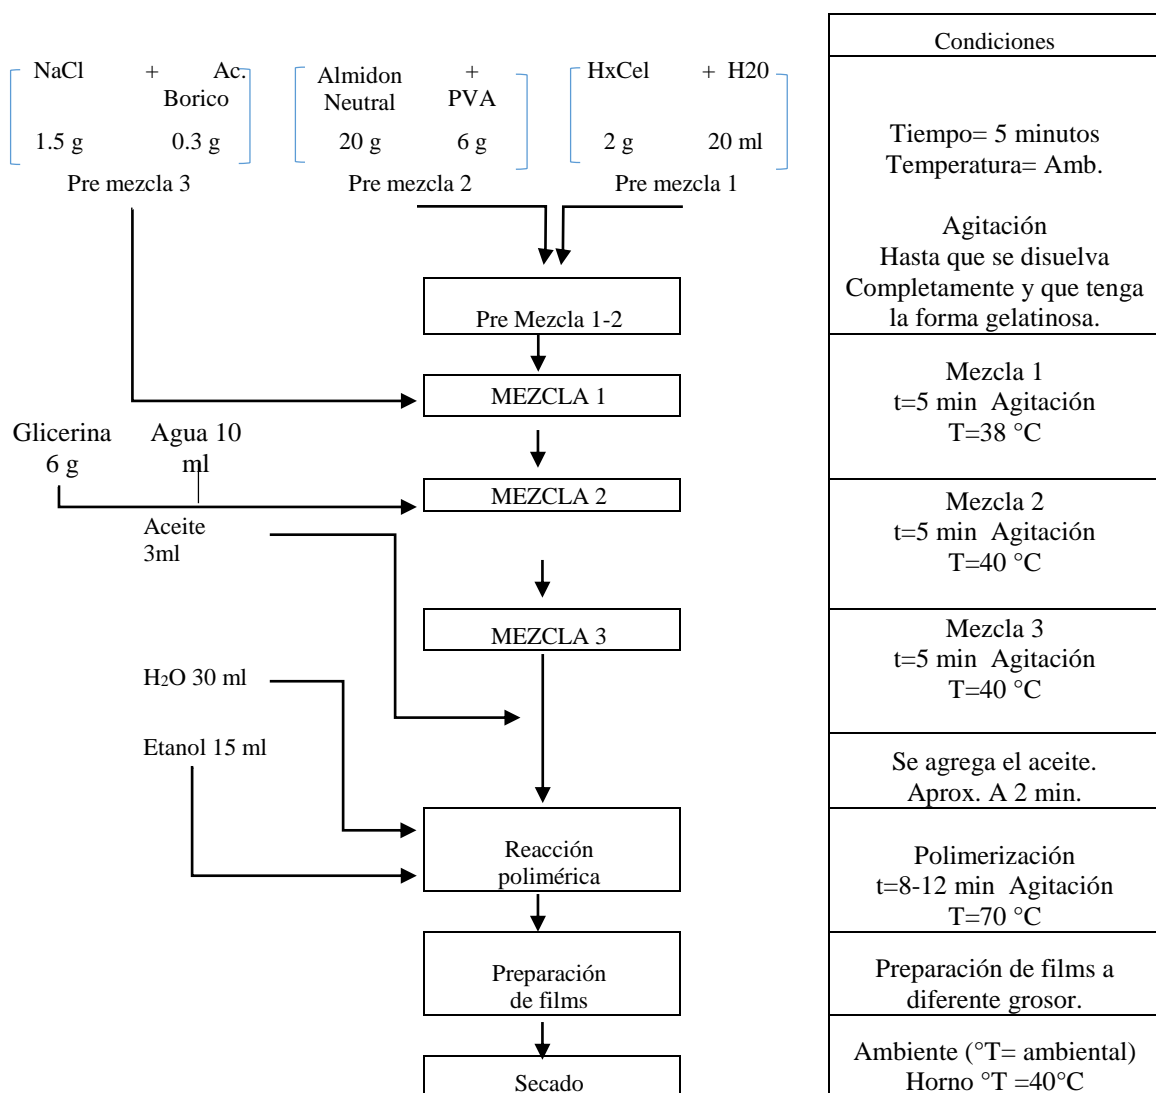 NaCl + Ac. Borico
1.5 g 0.3 g
Pre mezcla 3
Almidon Neutral + PVA
20 g 6 g
Pre mezcla 2
HxCel + H20
2 g 20 ml
Pre mezcla 1
Pre Mezcla 1-2
MEZCLA 1
Glicerina 6 g
Agua 10 ml
MEZCLA 2
Aceite 3ml
MEZCLA 3
H₂O 30 ml
Etanol 15 ml
Reacción
polimérica
Preparación
de films
Secado
Condiciones
Tiempo= 5 minutos
Temperatura= Amb.
Agitación
Hasta que se disuelva
Completamente y que tenga
la forma gelatinosa.
Mezcla 1
t=5 min Agitación
T=38 °C
Mezcla 2
t=5 min Agitación
T=40 °C
Mezcla 3
t=5 min Agitación
T=40 °C
Se agrega el aceite.
Aprox. A 2 min.
Polimerización
t=8-12 min Agitación
T=70 °C
Preparación de films a
diferente grosor.
Ambiente (°T= ambiental)
Horno °T =40°C